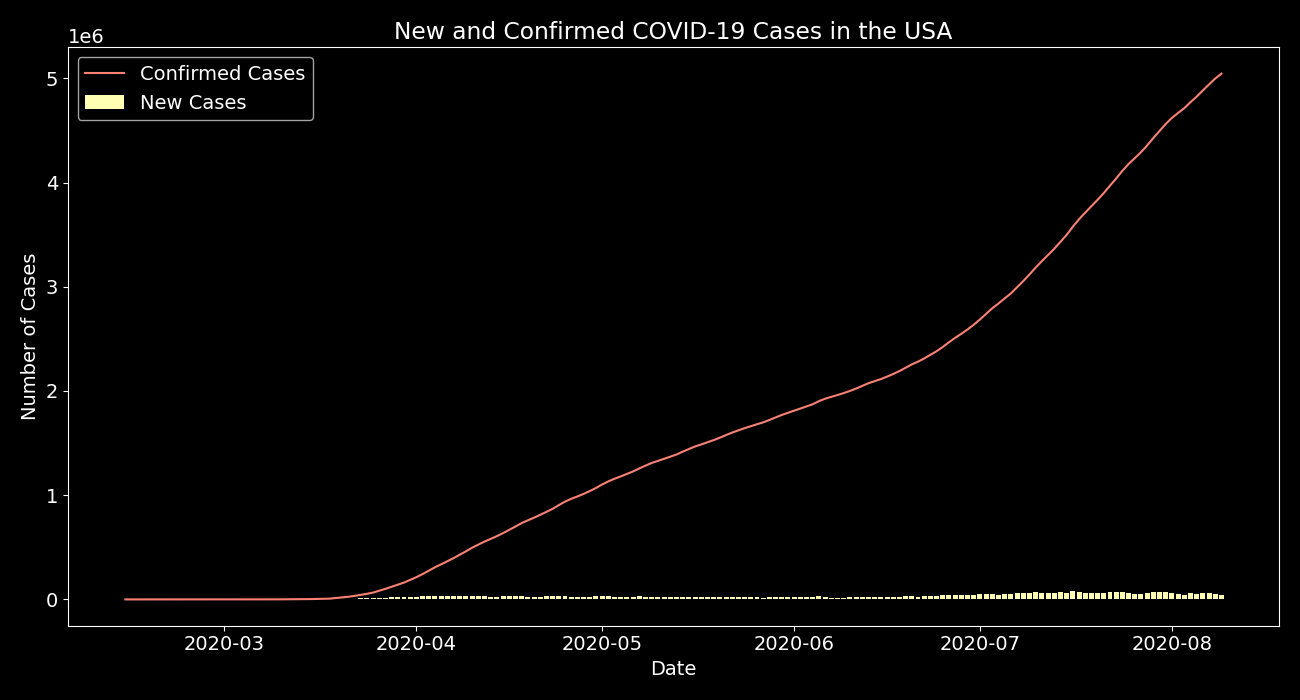 New and Confirmed COVID-19 Cases in the USA
1e6
Confirmed Cases
New Cases
5
4
3
2
1
0
Number of Cases
2020-03 2020-04 2020-05 2020-06 2020-07 2020-08
Date